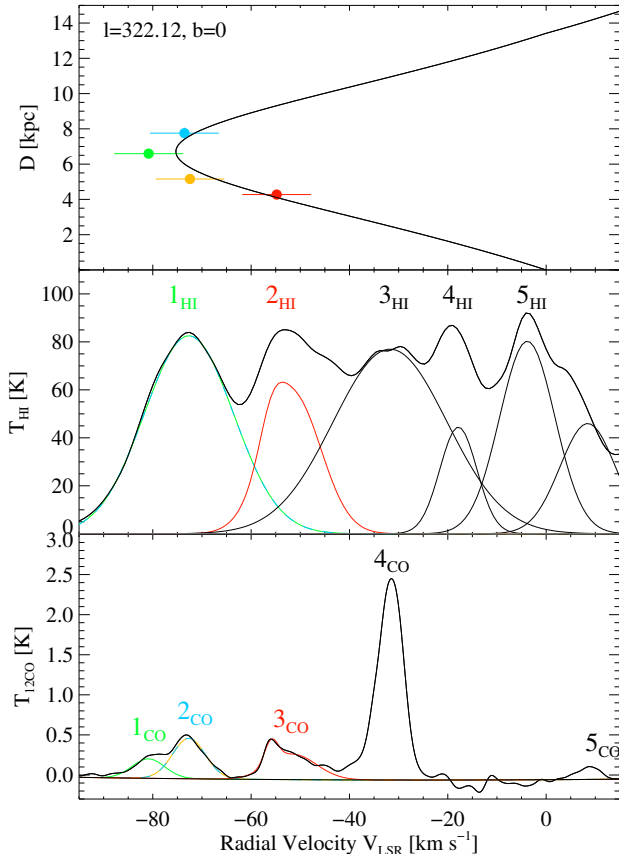 l=322.12, b=0
D [kpc]
14
12
10
8
6
4
2
1HI 2HI 3HI 4HI 5HI
T_HI [K]
100
80
60
40
20
0
1CO 2CO 3CO 4CO 5CO
T_12CO [K]
3.0
2.5
2.0
1.5
1.0
0.5
0.0
−80 −60 −40 −20 0
Radial Velocity V_LSR [km s⁻¹]